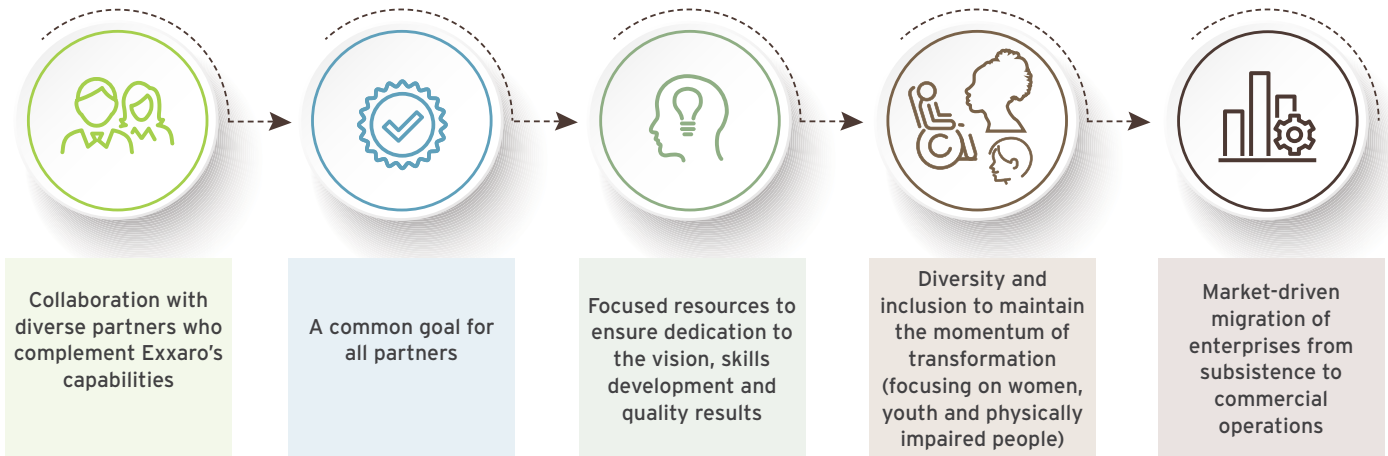 Collaboration with
diverse partners who
complement Exxaro's
capabilities
A common goal for
all partners
Focused resources to
ensure dedication to
the vision, skills
development and
quality results
Diversity and
inclusion to maintain
the momentum of
transformation
(focusing on women,
youth and physically
impaired people)
Market-driven
migration of
enterprises from
subsistence to
commercial
operations